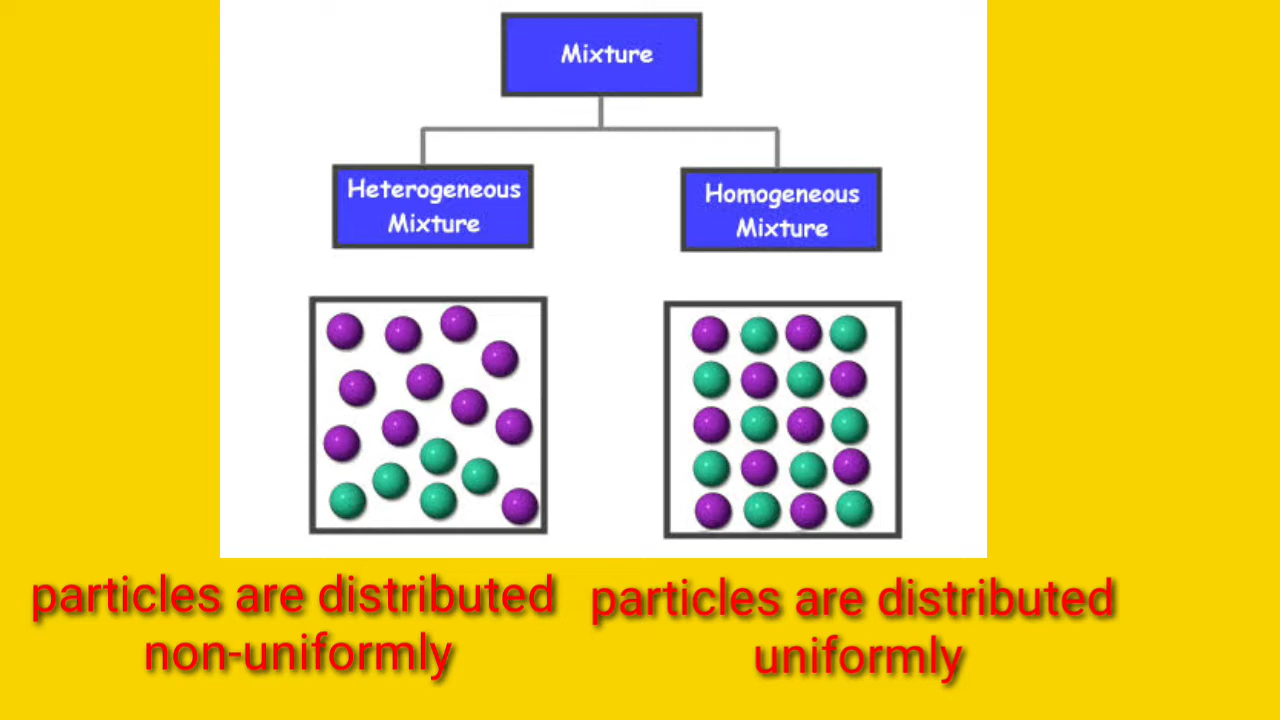 Mixture
Heterogeneous
Mixture
Homogeneous
Mixture
particles are distributed
non-uniformly
particles are distributed
uniformly